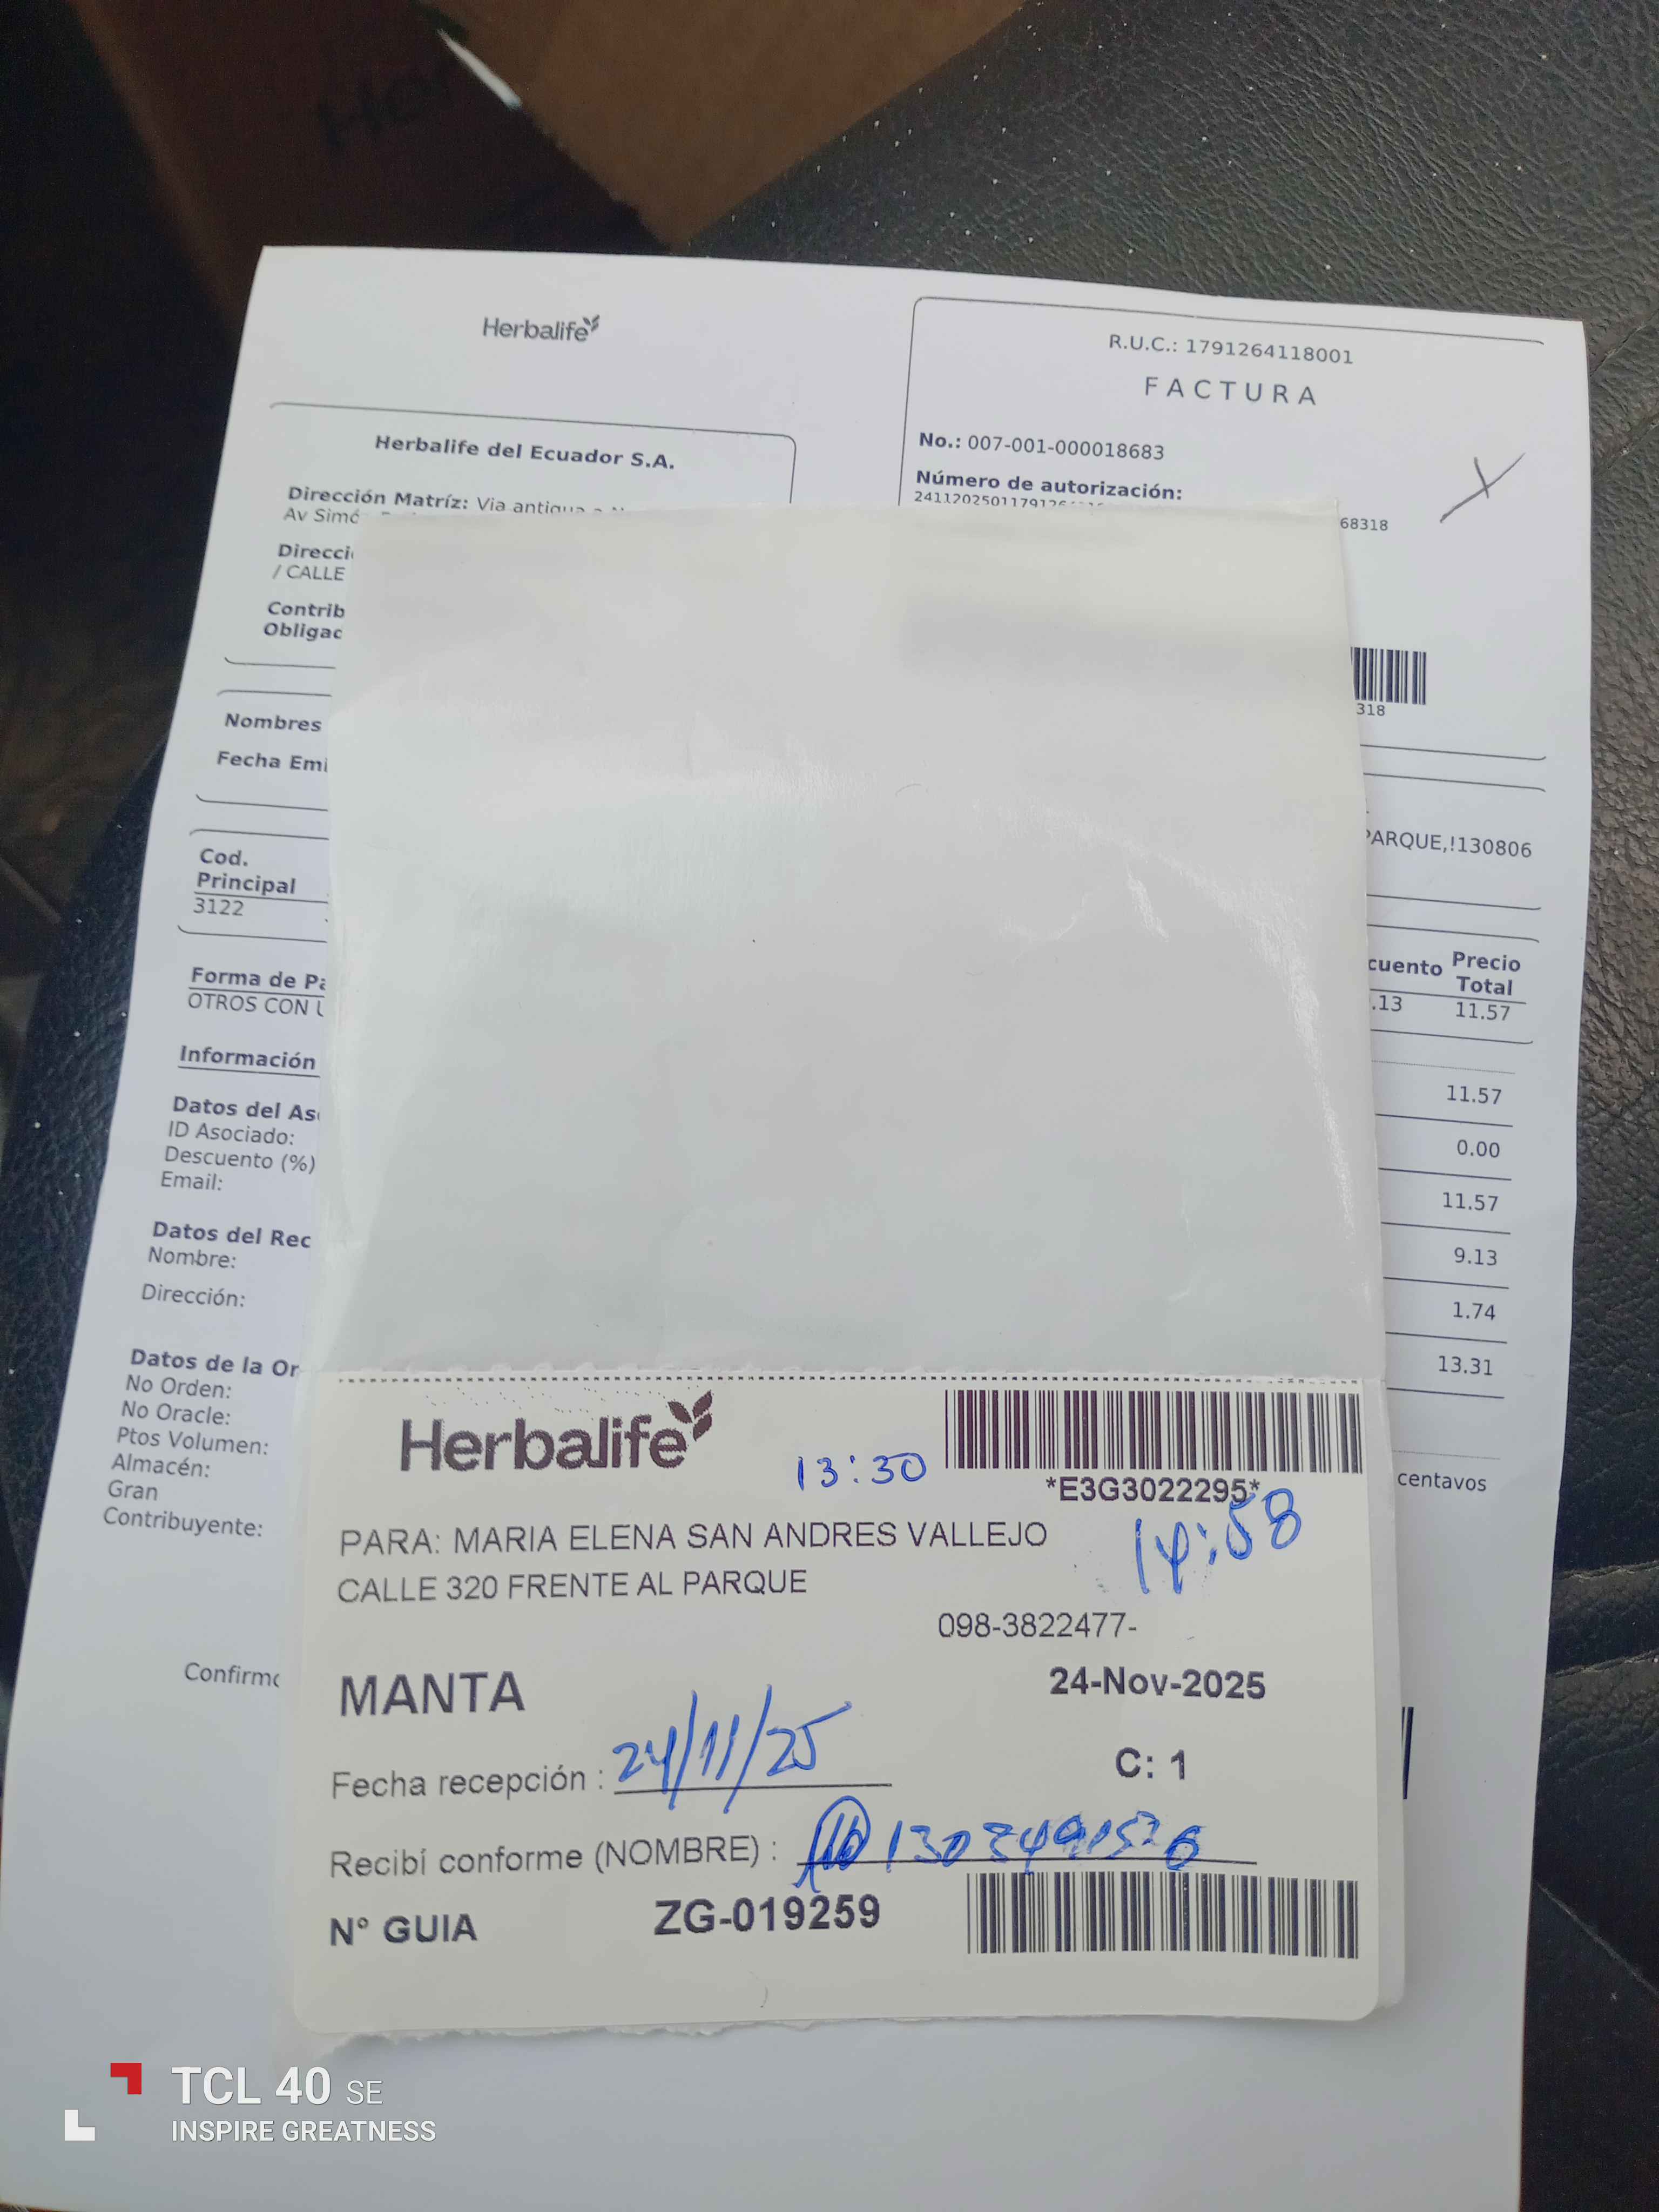 Her
Herbalife
R.U.C.: 1791264118001
FACTURA
No.: 007-001-000018683
Número de autorización:
68318
Herbalife del Ecuador S.A.
Dirección Matríz: Via antigua a
Av Simó
Direcci
/ CALLE
Contrib
Obligac
318
Nombres
Fecha Emi
PARQUE,!130806
Cod.
Principal
cuento Precio
Total
3122
.13 11.57
Forma de Pa
OTROS CON U
Información
11.57
0.00
11.57
9.13
1.74
13.31
centavos
Datos del As
ID Asociado:
Descuento (%)
Email:
Datos del Rec
Nombre:
Dirección:
Datos de la Or
No Orden:
No Oracle:
Ptos Volumen:
Almacén:
Gran
Contribuyente:
Confirma
Herbalife
13:30
*E3G3022295*
14:58
PARA: MARIA ELENA SAN ANDRES VALLEJO
CALLE 320 FRENTE AL PARQUE
098-3822477-
MANTA
24-Nov-2025
Fecha recepción : 24/11/25
C: 1
Recibí conforme (NOMBRE) :
N° GUIA ZG-019259
TCL 40 SE
INSPIRE GREATNESS